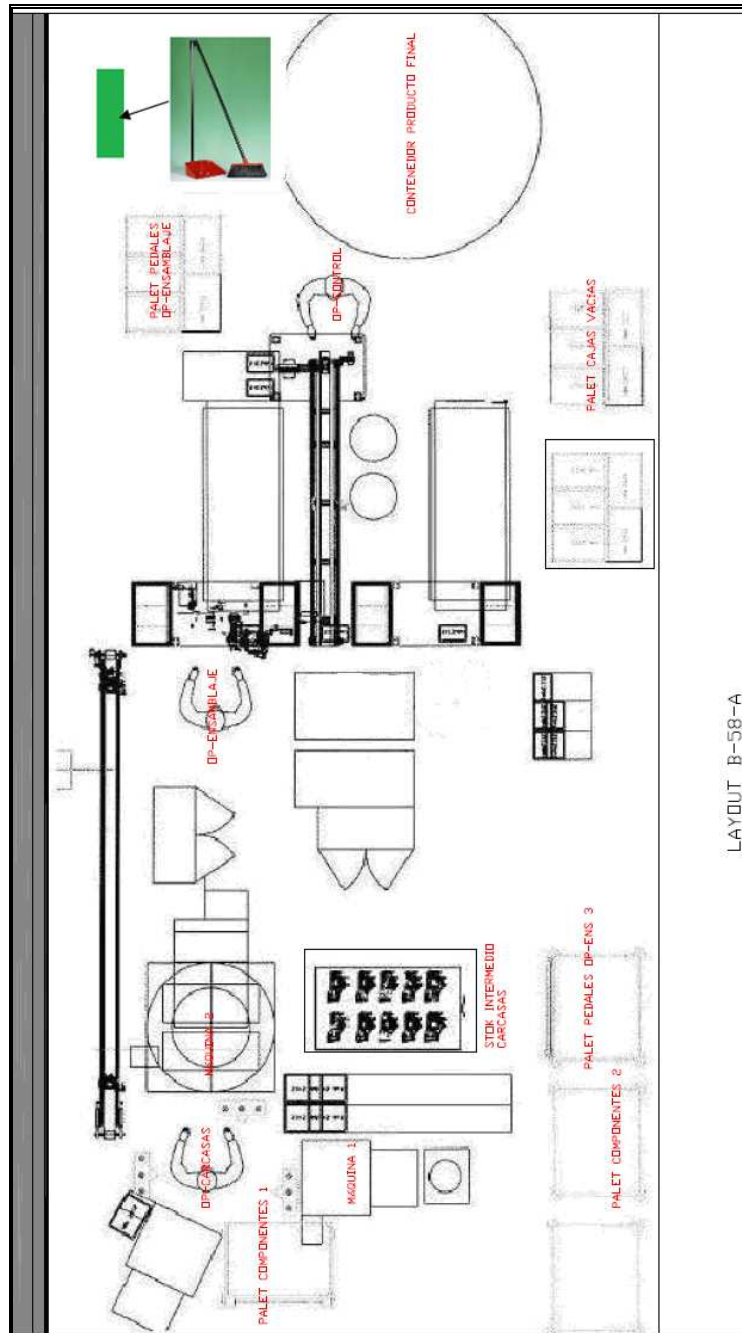 CONTENEDOR PRODUCTO FINAL
PALET PEDALES
OP-ENSAMBLAJE
OP-CONTROL
PALET CAJAS VACIAS
OP-ENSAMBLAJE
STOK INTERMEDIO
CARCASAS
PALET PEDALES OP-ENS 3
MAQUINA 2
PALET COMPONENTES 2
OP-CARCASAS
MAQUINA 1
PALET COMPONENTES 1
LAYOUT B-58-A